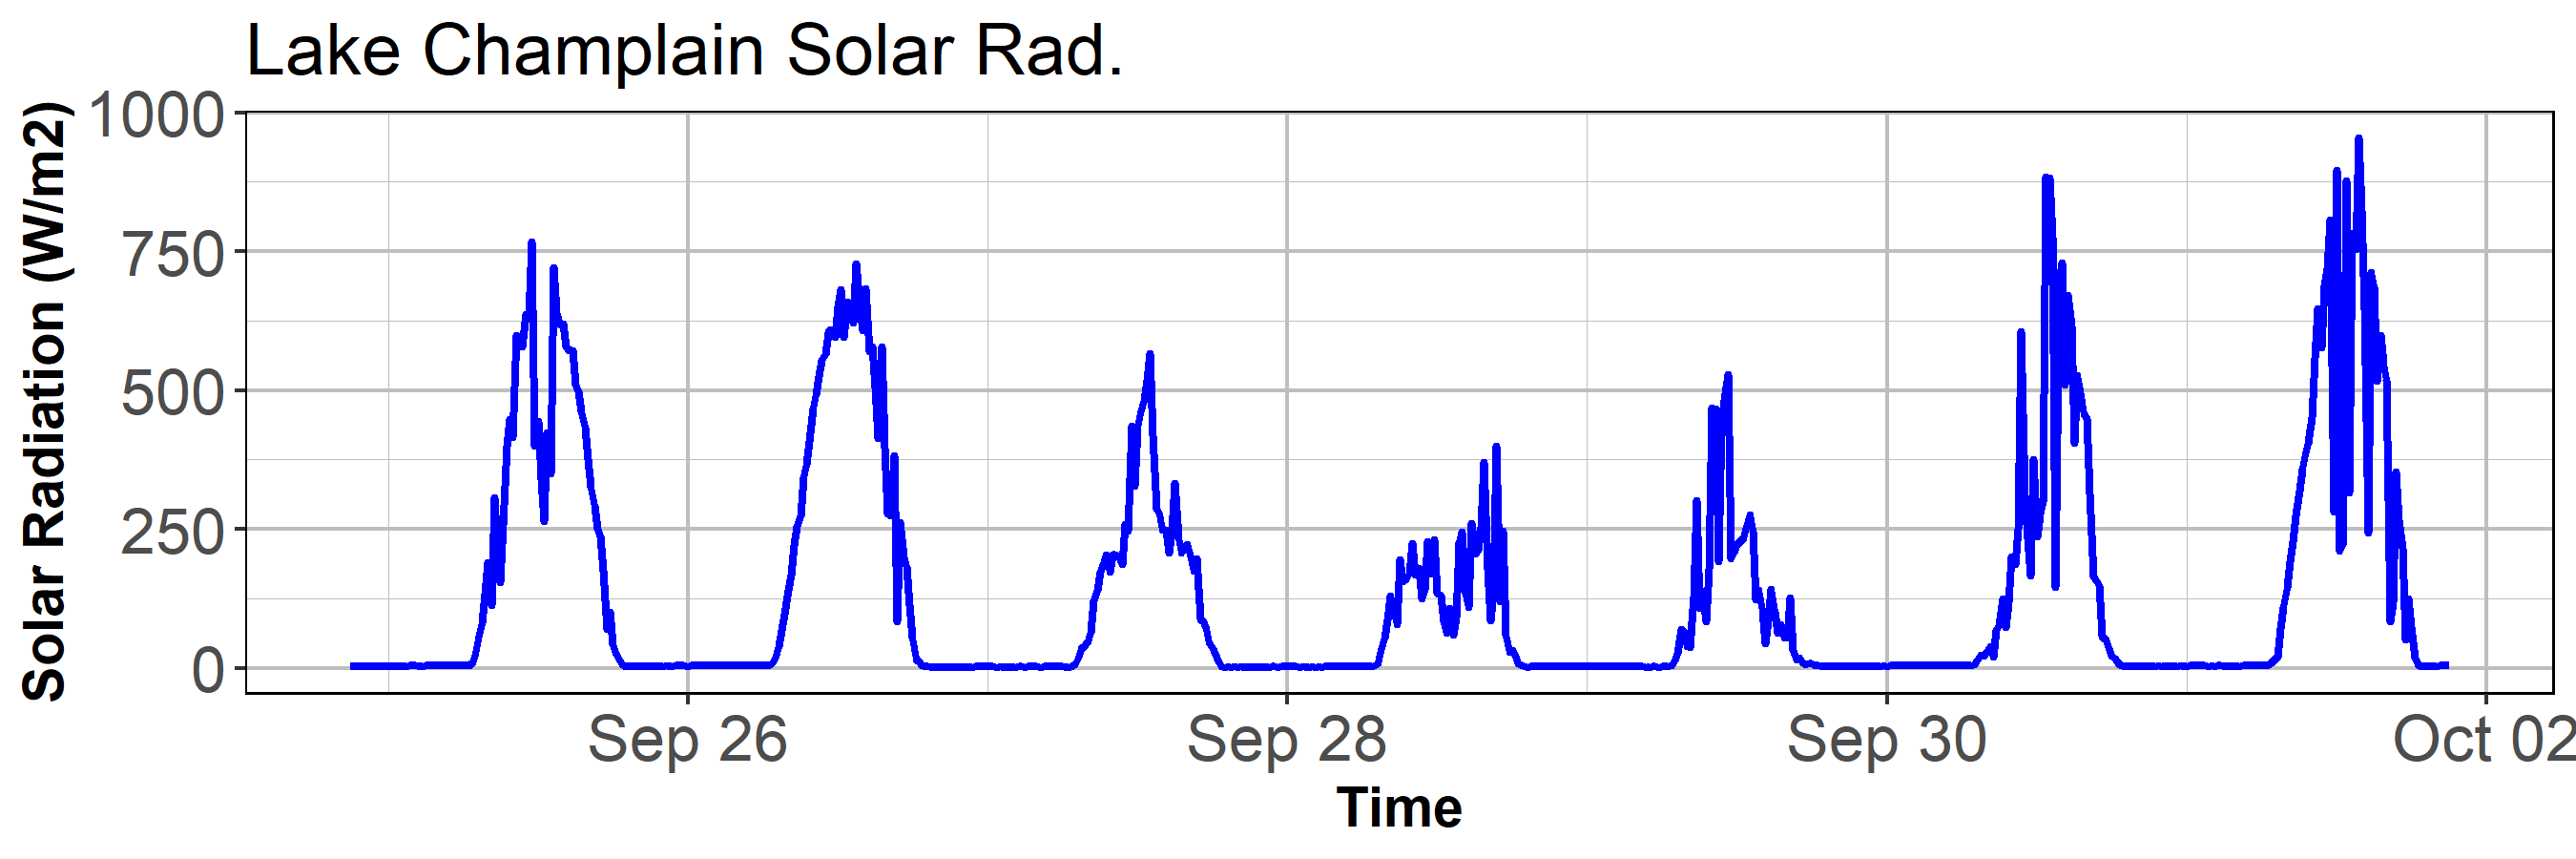 Lake Champlain Solar Rad.
Solar Radiation (W/m2)
1000
750
500
250
0
Sep 26
Sep 28
Sep 30
Oct 02
Time